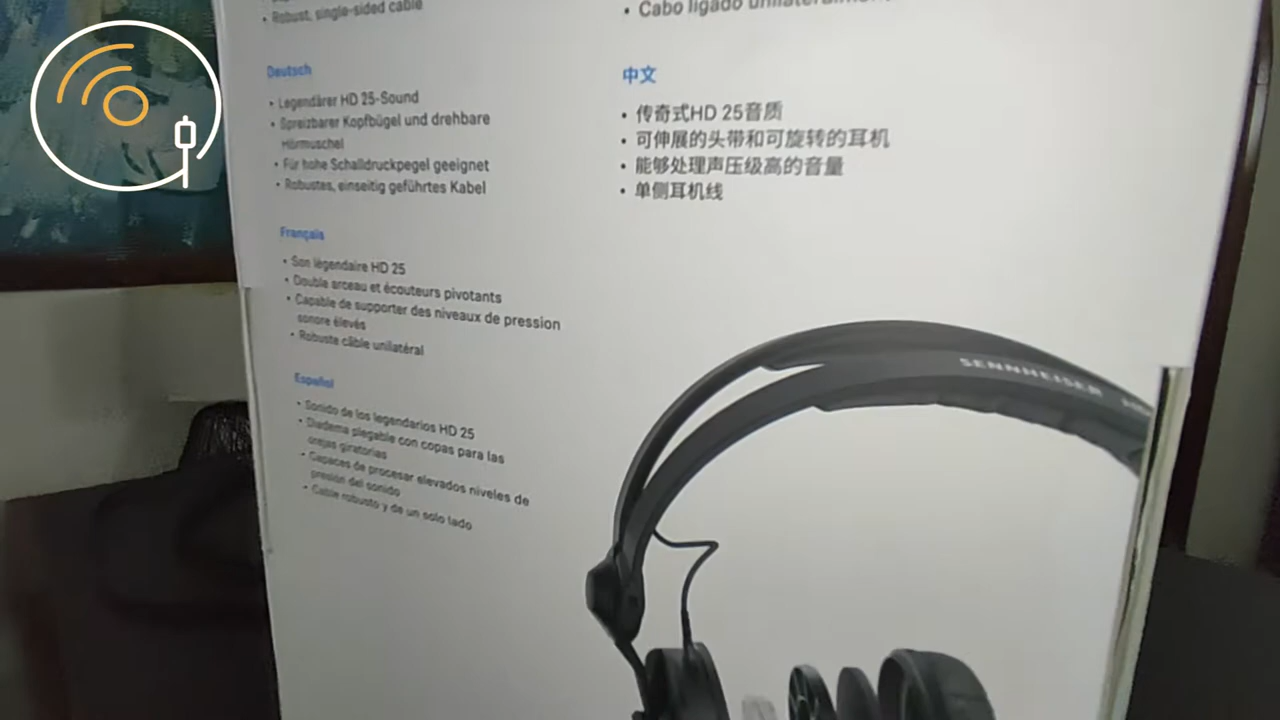 • Robust, single-sided cable
Deutsch
• Legendärer HD 25-Sound
• Spreizbarer Kopfbügel und drehbare
Hörmuschel
• Für hohe Schalldruckpegel geeignet
• Robustes, einseitig geführtes Kabel
Français
• Son légendaire HD 25
• Double arceau et écouteurs pivotants
• Capable de supporter des niveaux de pression
sonore élevés
• Robuste câble unilatéral
Español
• Sonido de los legendarios HD 25
• Diadema plegable con copas para las
orejas giratorias
• Capaces de procesar elevados niveles de
presión del sonido
• Cable robusto y de un solo lado
• Cabo ligado unilateralmen
中文
• 传奇式HD 25音质
• 可伸展的头带和可旋转的耳机
• 能够处理声压级高的音量
• 单侧耳机线
SENNHEISER